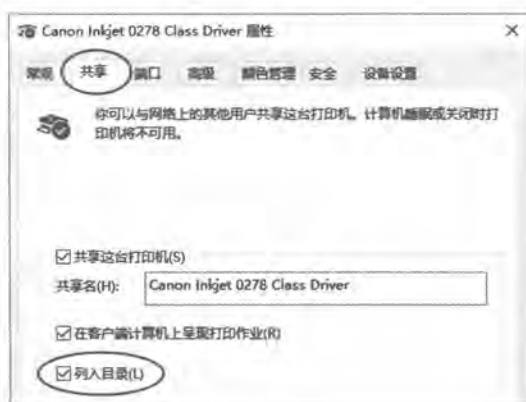 Canon Inkjet 0278 Class Driver 属性
常规 共享 端口 高级 颜色管理 安全 设备设置
你可以与网络上的其他用户共享这台打印机。计算机睡眠或关闭时打
印机将不可用。
共享这台打印机(S)
共享名(H): Canon Inkjet 0278 Class Driver
在客户端计算机上呈现打印作业(R)
列入目录(L)